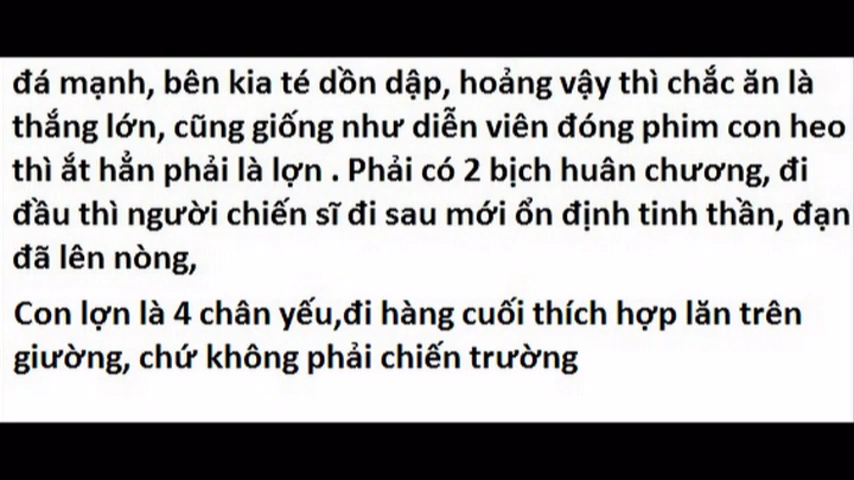 đá mạnh, bên kia té dồn dập, hoảng vậy thì chắc ăn là
thắng lớn, cũng giống như diễn viên đóng phim con heo
thì ắt hẳn phải là lợn . Phải có 2 bịch huân chương, đi
đầu thì người chiến sĩ đi sau mới ổn định tinh thần, đạn
đã lên nòng,
Con lợn là 4 chân yếu,đi hàng cuối thích hợp lăn trên
giường, chứ không phải chiến trường